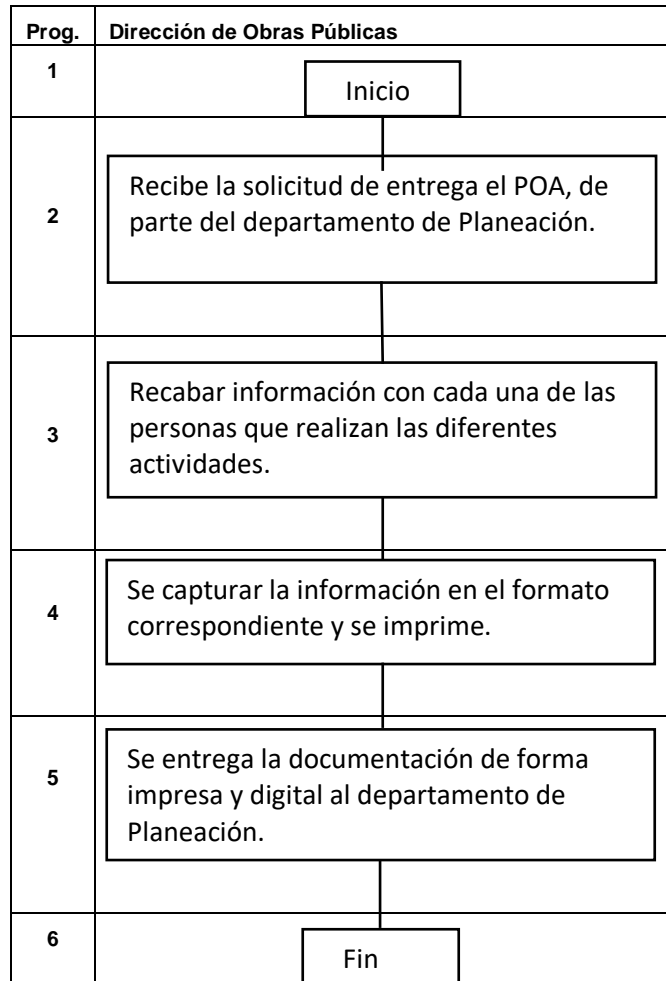 Prog. Dirección de Obras Públicas
1
Inicio
2
Recibe la solicitud de entrega el POA, de
parte del departamento de Planeación.
3
Recabar información con cada una de las
personas que realizan las diferentes
actividades.
4
Se capturar la información en el formato
correspondiente y se imprime.
5
Se entrega la documentación de forma
impresa y digital al departamento de
Planeación.
6
Fin